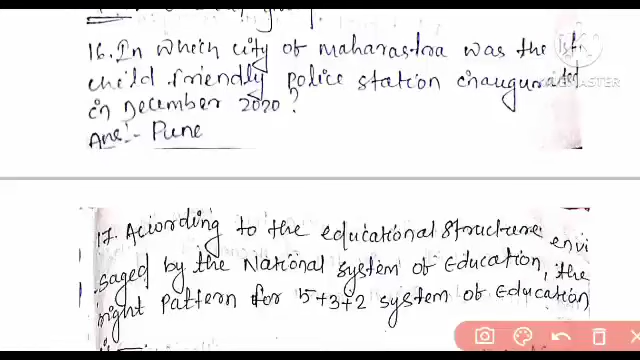 16. In which city of Maharastra was the 1st
child friendly police station inaugurated
in December 2020?
Ans:- Pune
17. According to the educational structure envi
saged by the National system of Education, the
right pattern for 5+3+2 system of Education